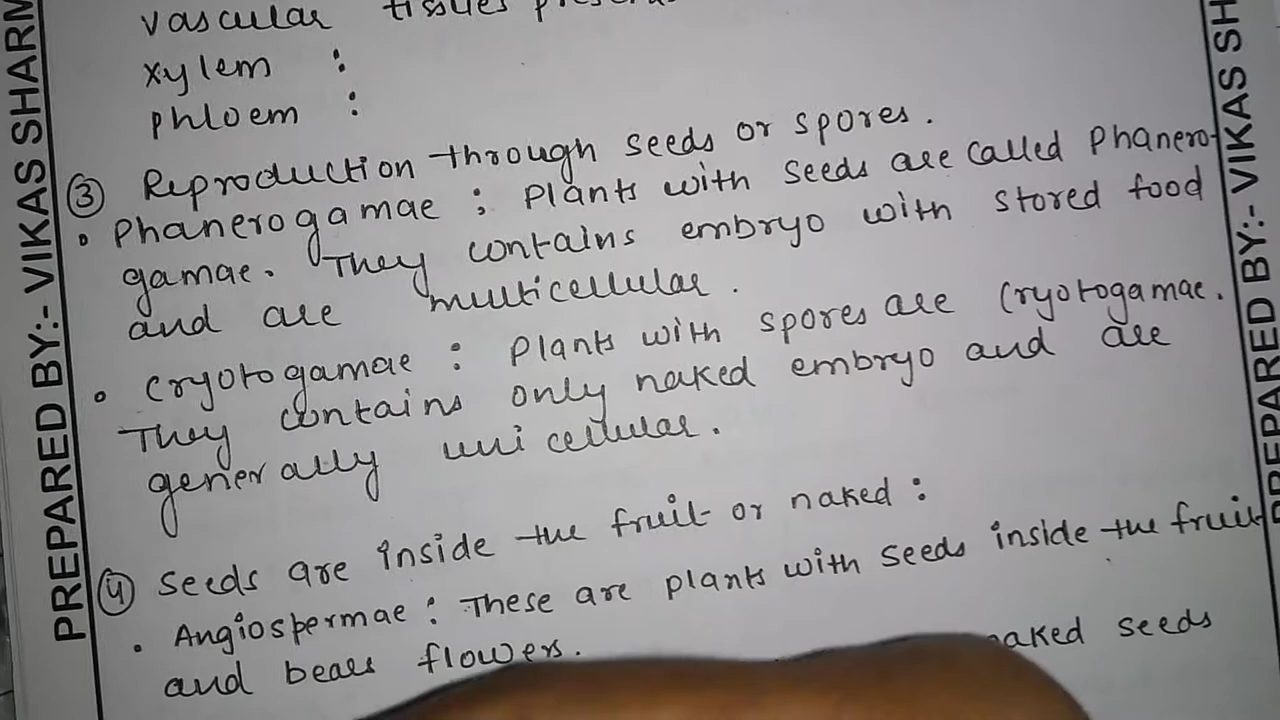 vascular tissues
xylem :
phloem :
③ Reproduction through seeds or spores.
• Phanerogamae : Plants with seeds are called Phanero-
gamae. They contains embryo with stored food
and are multicellular.
• Cryotogamae : Plants with spores are Cryotogamae.
They contains only naked embryo and are
generally unicellular.
④ Seeds are inside the fruit or naked :
• Angiospermae : These are plants with seeds inside the fruit
and bears flowers.
naked seeds
PREPARED BY:- VIKAS SHARM
PREPARED BY:- VIKAS SH